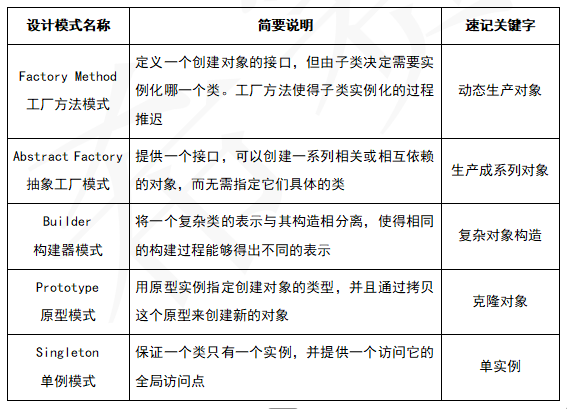 设计模式名称 简要说明 速记关键字
Factory Method
工厂方法模式
定义一个创建对象的接口，但由子类决定需要实
例化哪一个类。工厂方法使得子类实例化的过程
推迟
动态生产对象
Abstract Factory
抽象工厂模式
提供一个接口，可以创建一系列相关或相互依赖
的对象，而无需指定它们具体的类
生产成系列对象
Builder
构建器模式
将一个复杂类的表示与其构造相分离，使得相同
的构建过程能够得出不同的表示
复杂对象构造
Prototype
原型模式
用原型实例指定创建对象的类型，并且通过拷贝
这个原型来创建新的对象
克隆对象
Singleton
单例模式
保证一个类只有一个实例，并提供一个访问它的
全局访问点
单实例